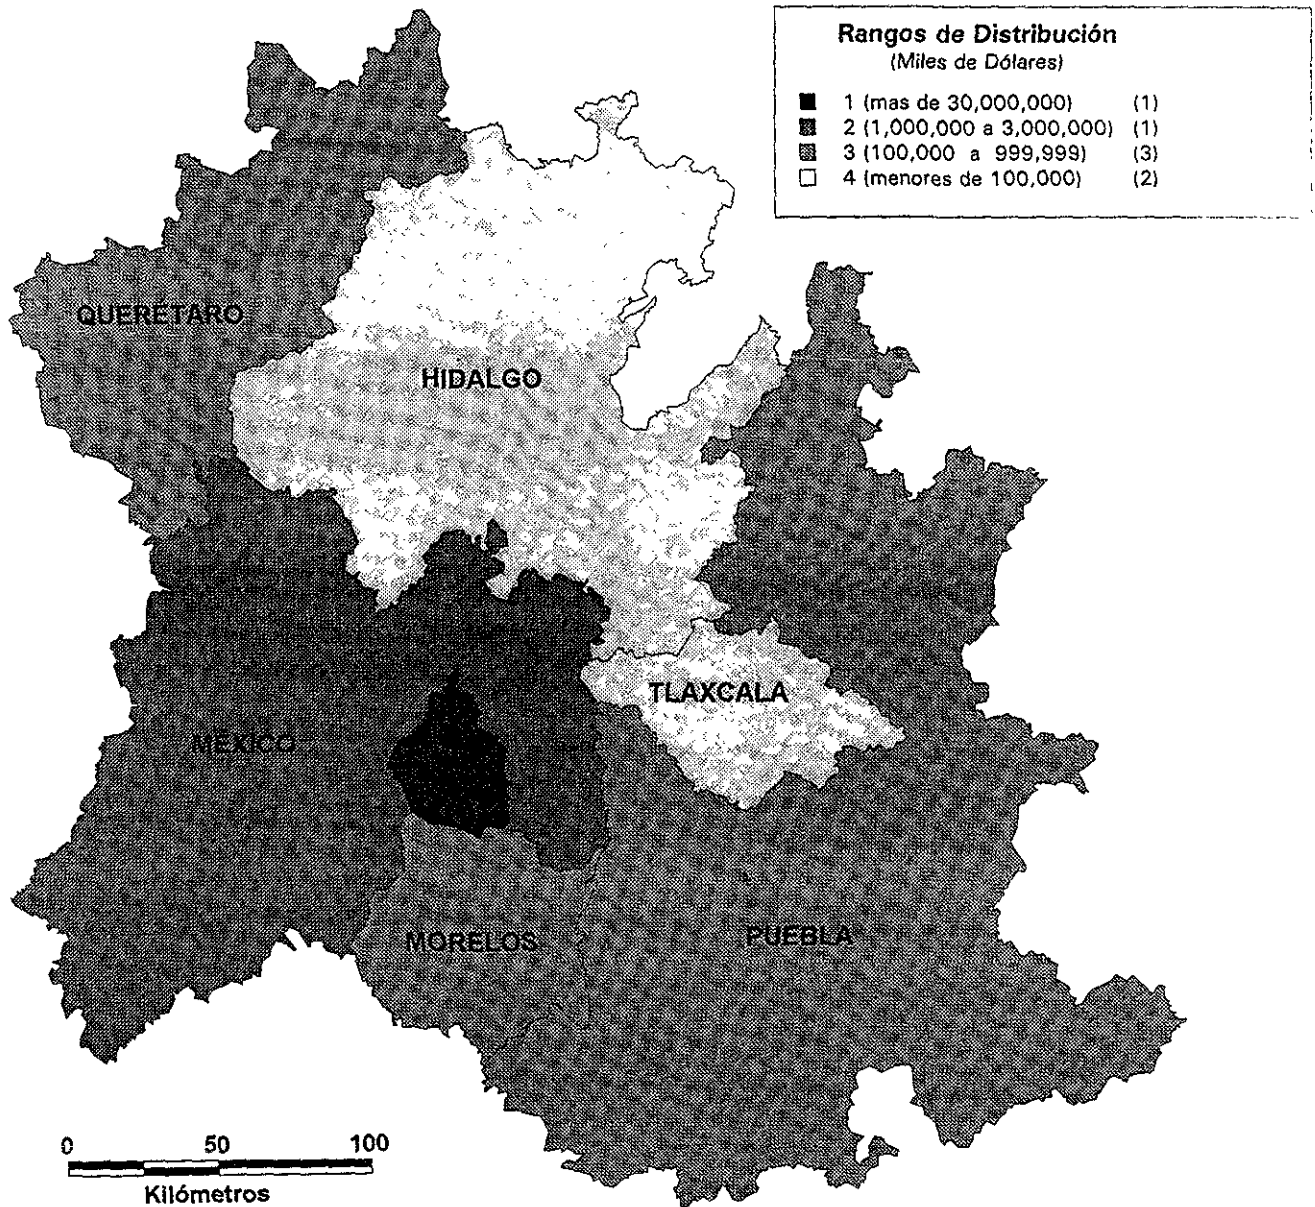 Rangos de Distribución
(Miles de Dólares)
1 (mas de 30,000,000) (1)
2 (1,000,000 a 3,000,000) (1)
3 (100,000 a 999,999) (3)
4 (menores de 100,000) (2)
QUERÉTARO
HIDALGO
TLAXCALA
MÉXICO
MORELOS
PUEBLA
0 50 100
Kilómetros